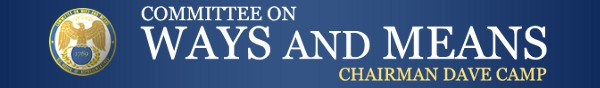 COMMITTEE ON
WAYS AND MEANS
CHAIRMAN DAVE CAMP